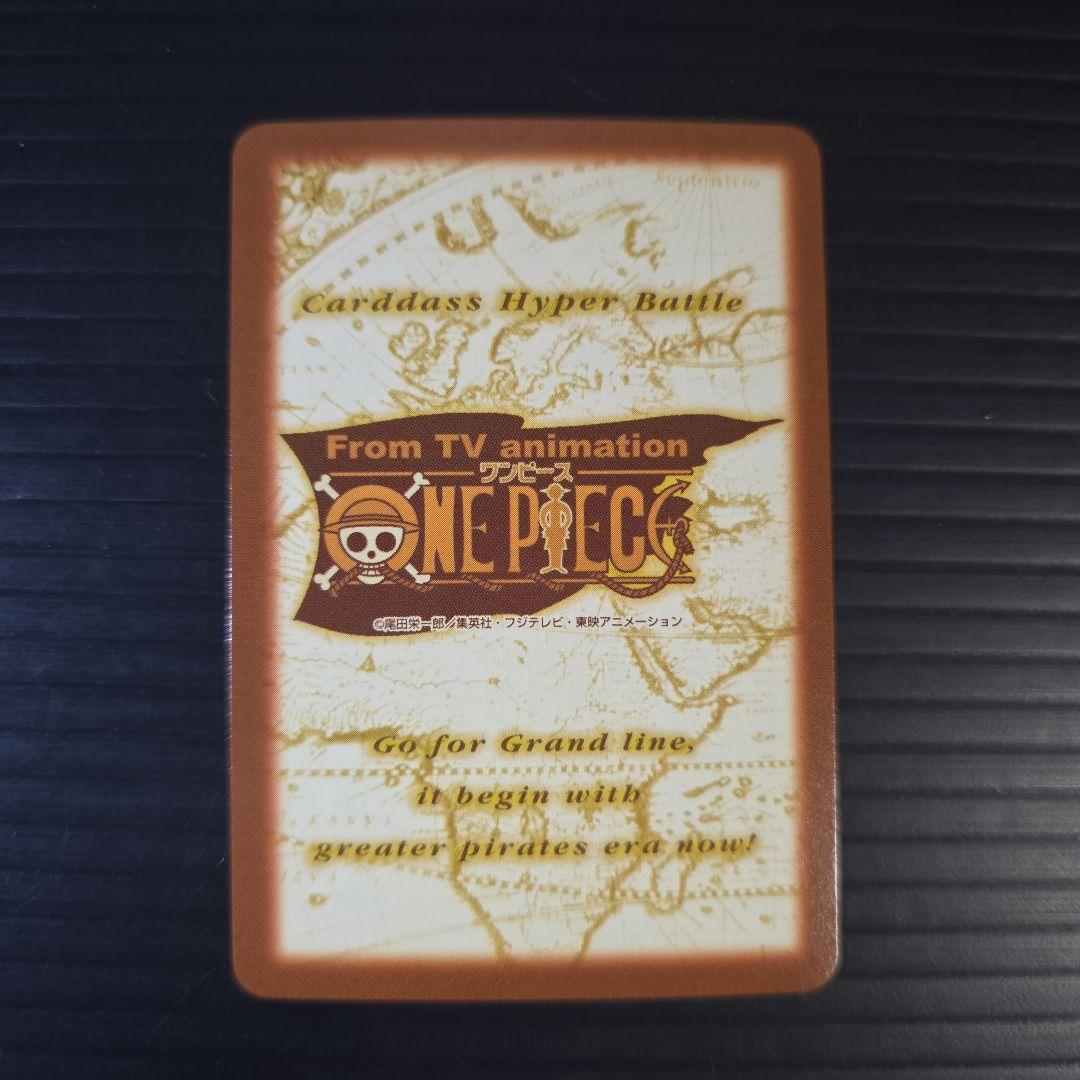 Septentrio
Carddass Hyper Battle
From TV animation
ワンピース
ONE PIECE
©尾田栄一郎／集英社・フジテレビ・東映アニメーション
Go for Grand line,
it begin with
greater pirates era now!